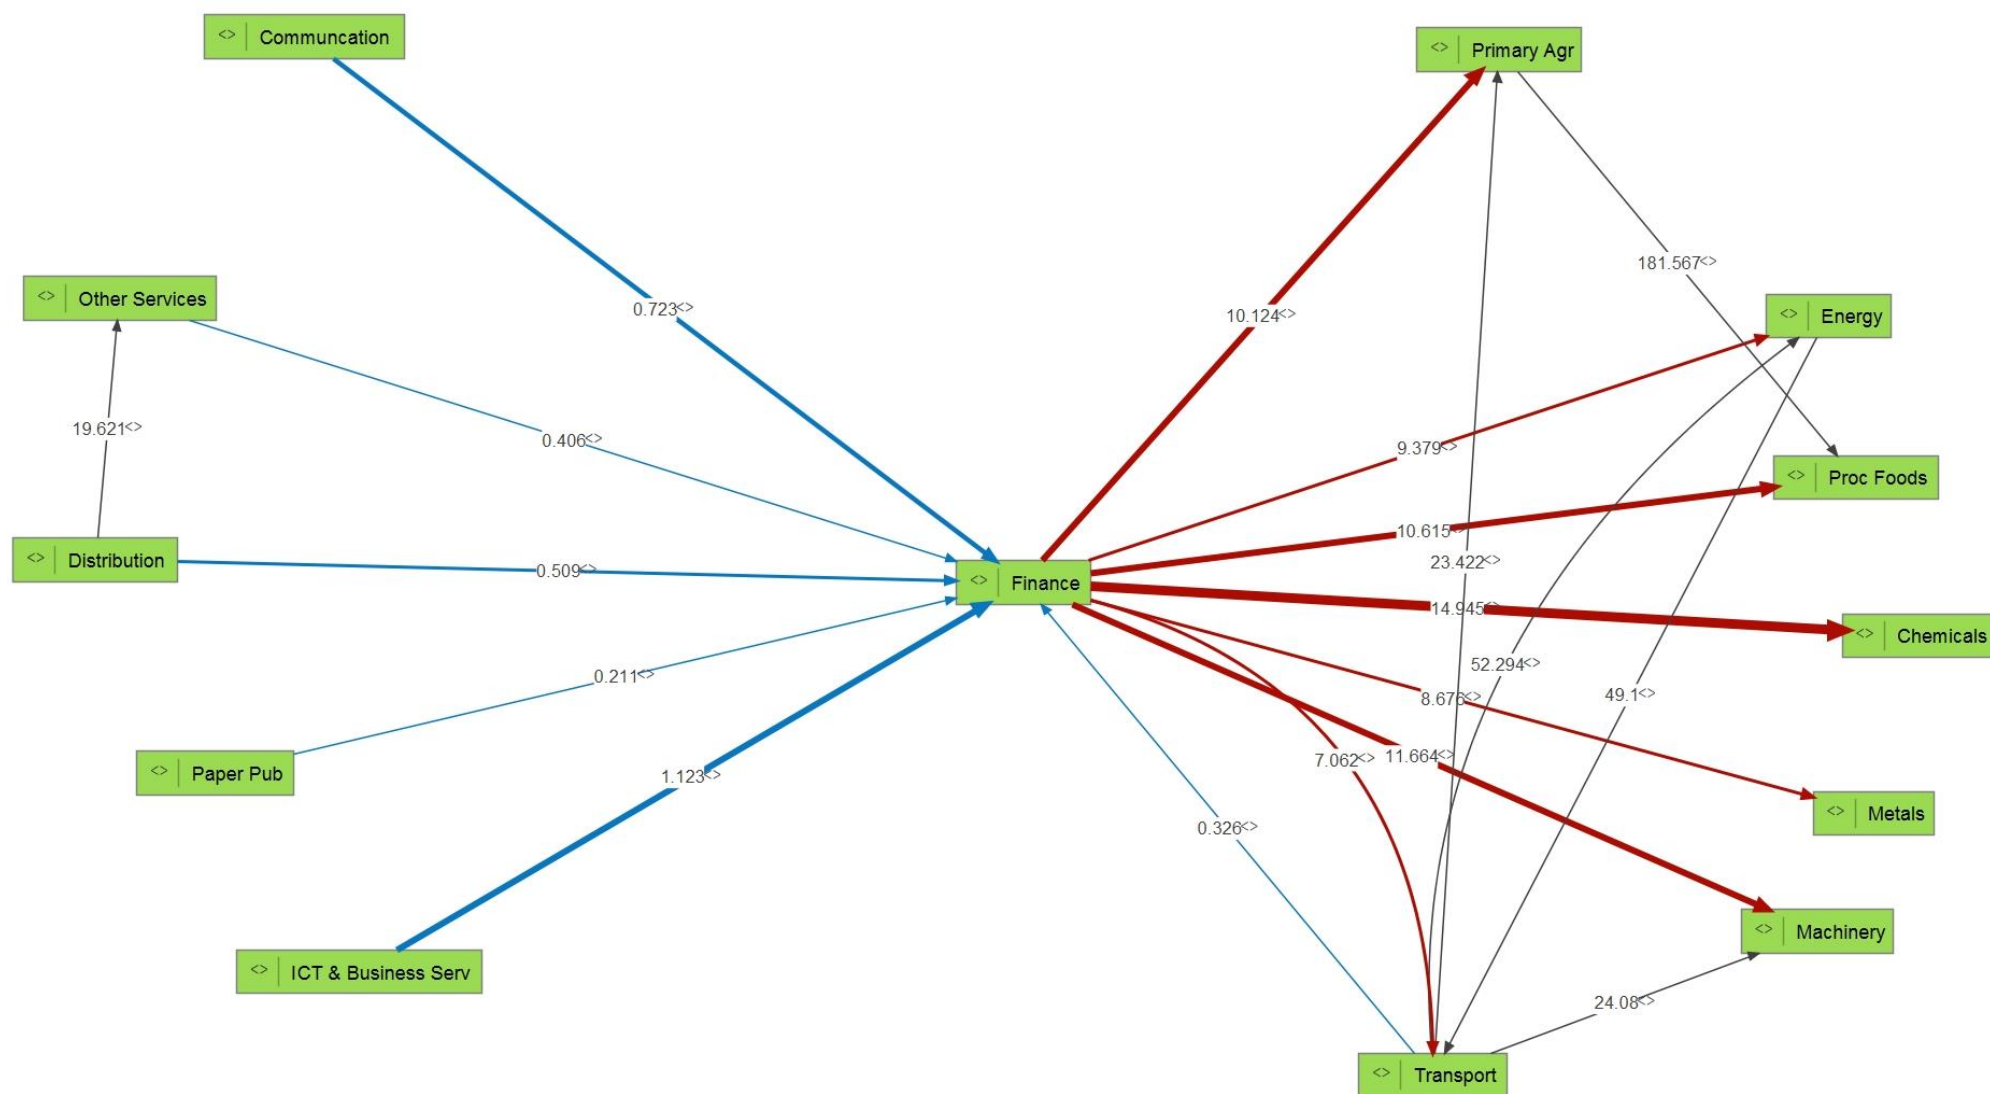 <> Communcation
<> Primary Agr
181.567<>
<> Other Services
0.723<>
10.124<>
<> Energy
19.621<>
0.406<>
9.379<>
<> Proc Foods
10.615<>
<> Distribution
0.509<>
<> Finance
23.422<>
14.945<>
<> Chemicals
52.294<>
0.211<>
49.1<>
8.676<>
<> Paper Pub
1.123<>
7.062<>
11.664<>
0.326<>
<> Metals
<> Machinery
<> ICT & Business Serv
24.08<>
<> Transport